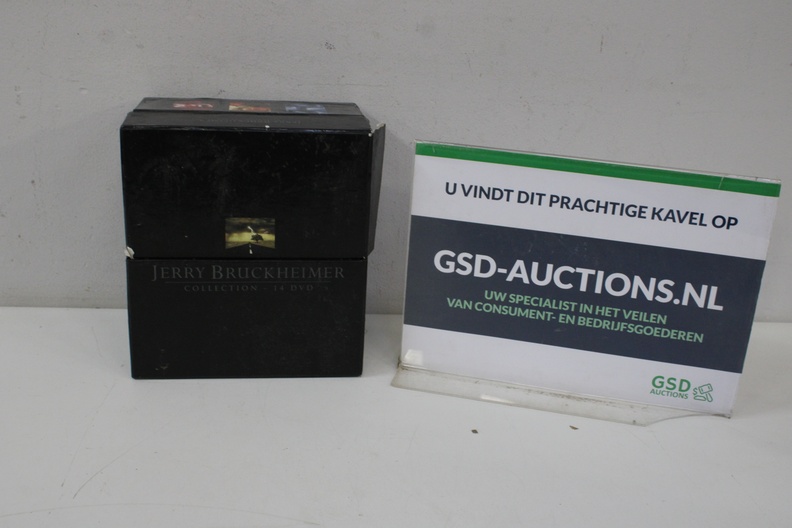 JERRY BRUCKHEIMER
COLLECTION - 14 DVD'S
U VINDT DIT PRACHTIGE KAVEL OP
GSD-AUCTIONS.NL
UW SPECIALIST IN HET VEILEN
VAN CONSUMENT- EN BEDRIJFSGOEDEREN
GSD
AUCTIONS